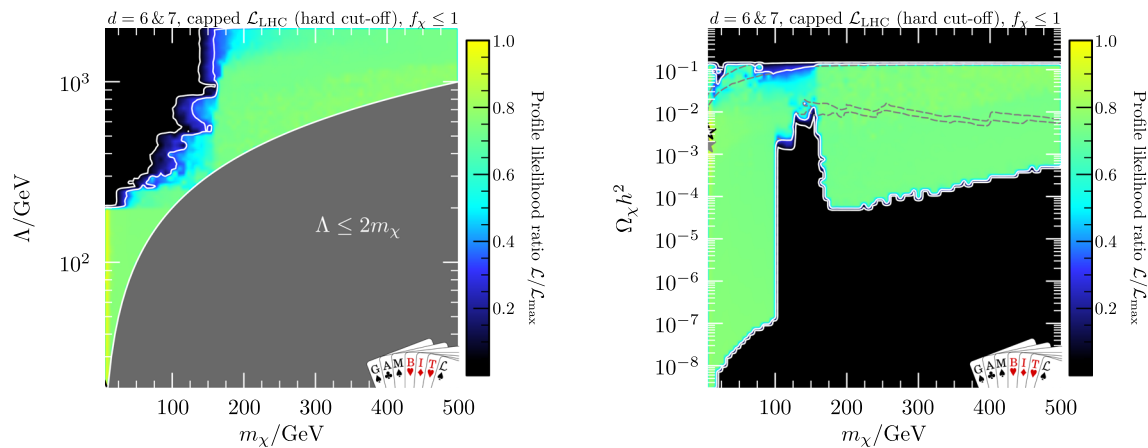 d = 6 & 7, capped ℒ_LHC (hard cut-off), f_χ ≤ 1
10³
10²
Λ/GeV
Λ ≤ 2m_χ
100 200 300 400 500
m_χ/GeV
1.0
0.8
0.6
0.4
0.2
Profile likelihood ratio ℒ/ℒ_max
G A M B I T
d = 6 & 7, capped ℒ_LHC (hard cut-off), f_χ ≤ 1
10⁻¹
10⁻²
10⁻³
10⁻⁴
10⁻⁵
10⁻⁶
10⁻⁷
10⁻⁸
Ω_χh²
100 200 300 400 500
m_χ/GeV
1.0
0.8
0.6
0.4
0.2
Profile likelihood ratio ℒ/ℒ_max
G A M B I T